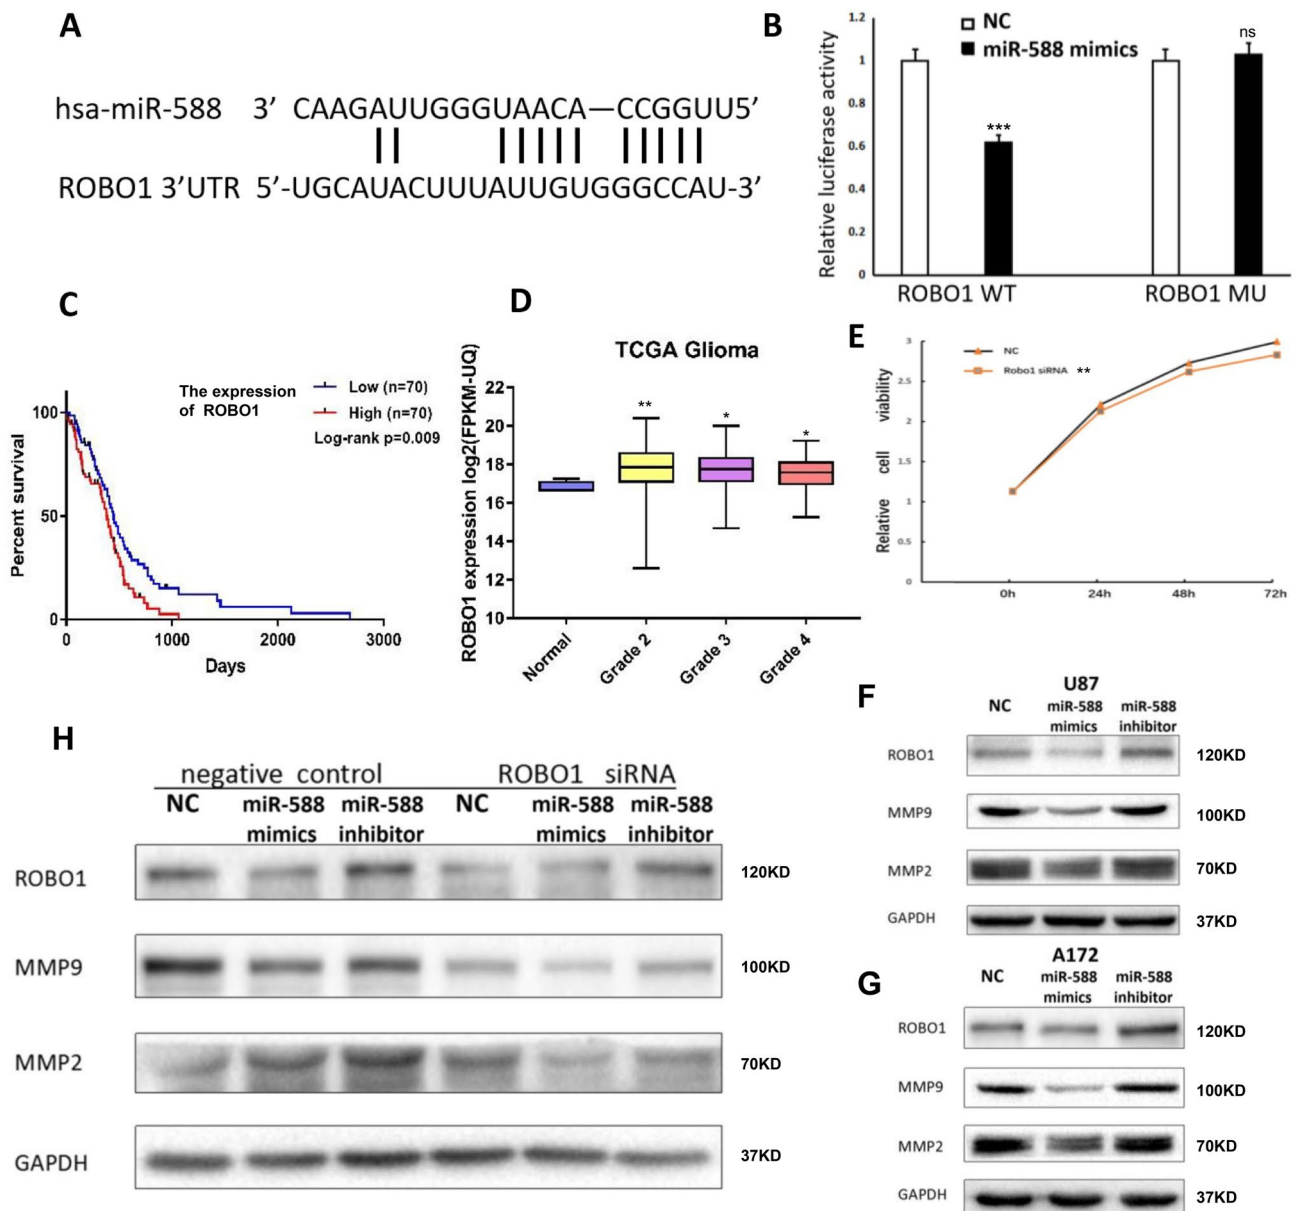 A
hsa-miR-588 3’ CAAGAUUGGGUAACA—CCGGUU5’
ROBO1 3’UTR 5’-UGCAUACUUUAUUGUGGGCCAU-3’
B
Relative luciferase activity
1.2
1
0.8
0.6
0.4
0.2
0
NC
miR-588 mimics
***
ns
ROBO1 WT ROBO1 MU
C
The expression
of ROBO1
Low (n=70)
High (n=70)
Log-rank p=0.009
Percent survival
100
50
0
0 1000 2000 3000
Days
D
TCGA Glioma
ROBO1 expression log2(FPKM-UQ)
22
20
18
16
14
12
10
** * *
Normal Grade 2 Grade 3 Grade 4
E
Relative cell viability
3
2.5
2
1.5
1
0.5
0
NC
Robo1 siRNA **
0h 24h 48h 72h
F
U87
NC miR-588 miR-588
mimics inhibitor
ROBO1 120KD
MMP9 100KD
MMP2 70KD
GAPDH 37KD
G
A172
NC miR-588 miR-588
mimics inhibitor
ROBO1 120KD
MMP9 100KD
MMP2 70KD
GAPDH 37KD
H
negative control ROBO1 siRNA
NC miR-588 miR-588 NC miR-588 miR-588
mimics inhibitor mimics inhibitor
ROBO1 120KD
MMP9 100KD
MMP2 70KD
GAPDH 37KD